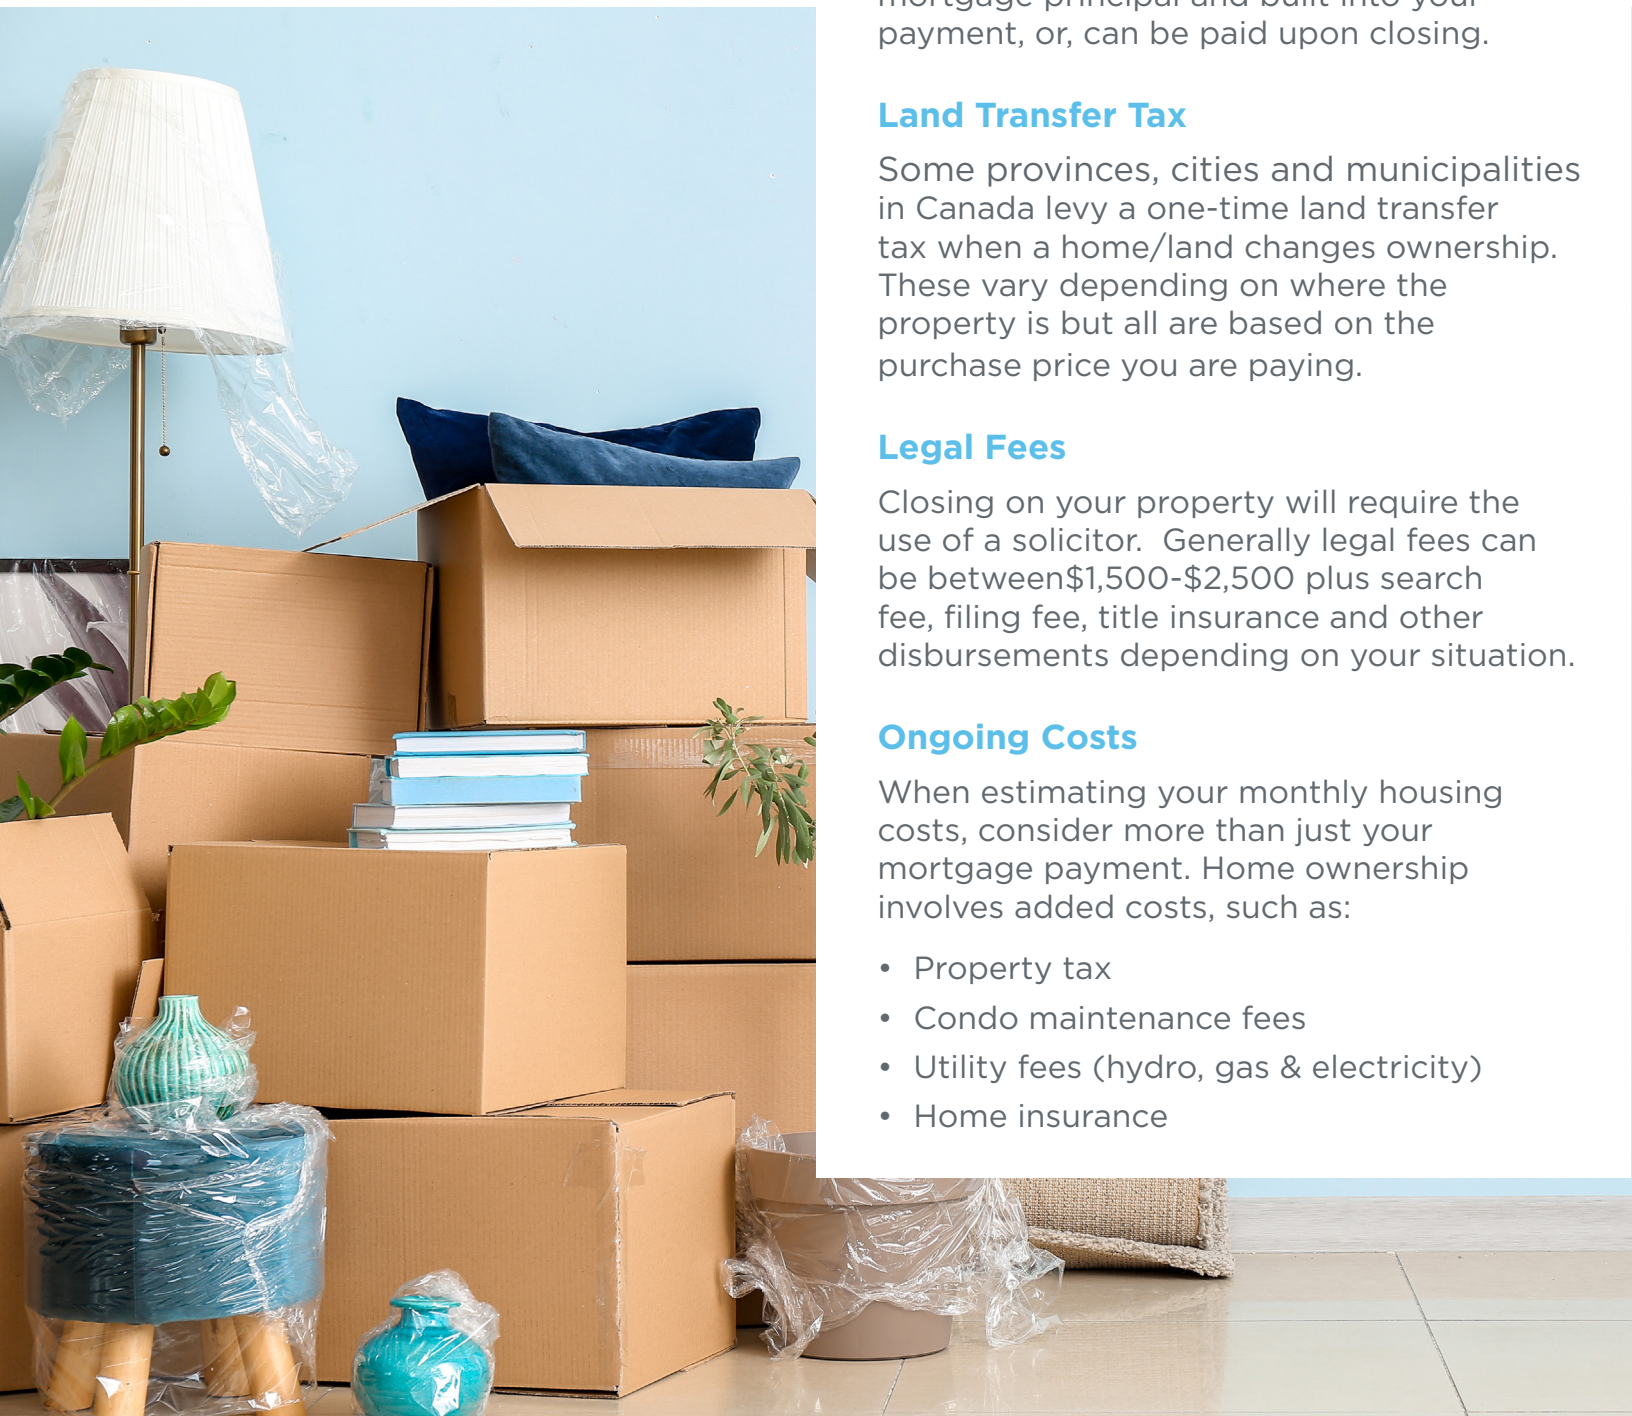 mortgage principal and built into your
payment, or, can be paid upon closing.
Land Transfer Tax
Some provinces, cities and municipalities
in Canada levy a one-time land transfer
tax when a home/land changes ownership.
These vary depending on where the
property is but all are based on the
purchase price you are paying.
Legal Fees
Closing on your property will require the
use of a solicitor.  Generally legal fees can
be between$1,500-$2,500 plus search
fee, filing fee, title insurance and other
disbursements depending on your situation.
Ongoing Costs
When estimating your monthly housing
costs, consider more than just your
mortgage payment. Home ownership
involves added costs, such as:
• Property tax
• Condo maintenance fees
• Utility fees (hydro, gas & electricity)
• Home insurance